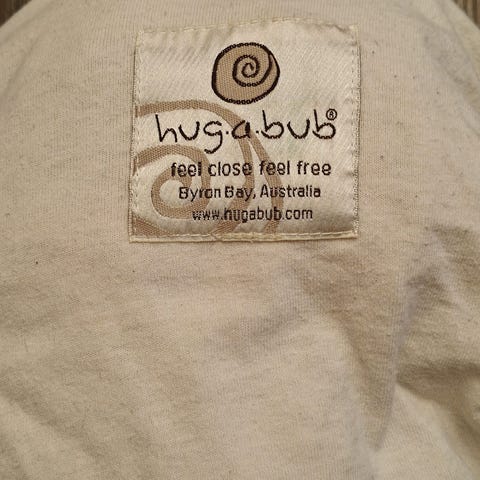 hug.a.bub®
feel close feel free
Byron Bay, Australia
www.hugabub.com